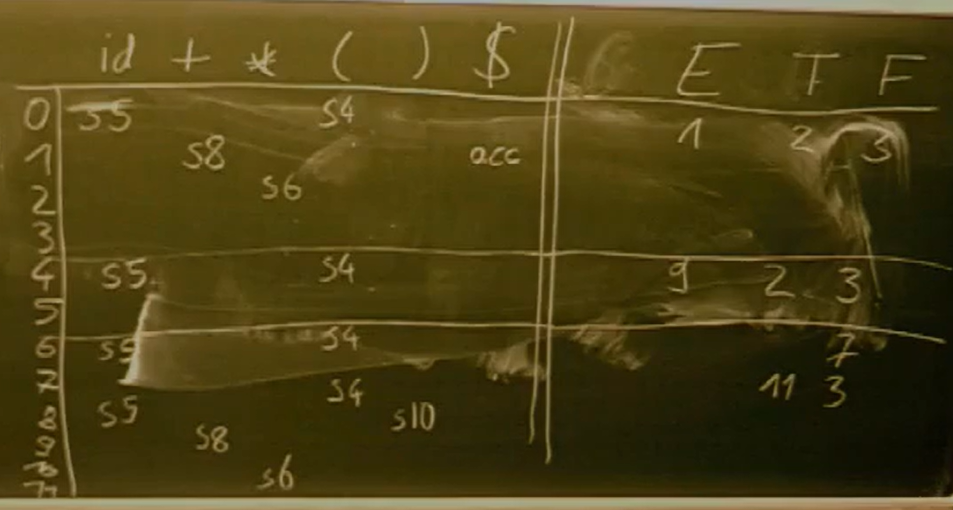 id + * ( ) $ E T F
0 s5 s4 1 2 3
1 s8 acc
2 s6
3
4 s5 s4 9 2 3
5
6 s5 s4 7
7 s4 11 3
8 s5 s10
9 s8
10
11 s6